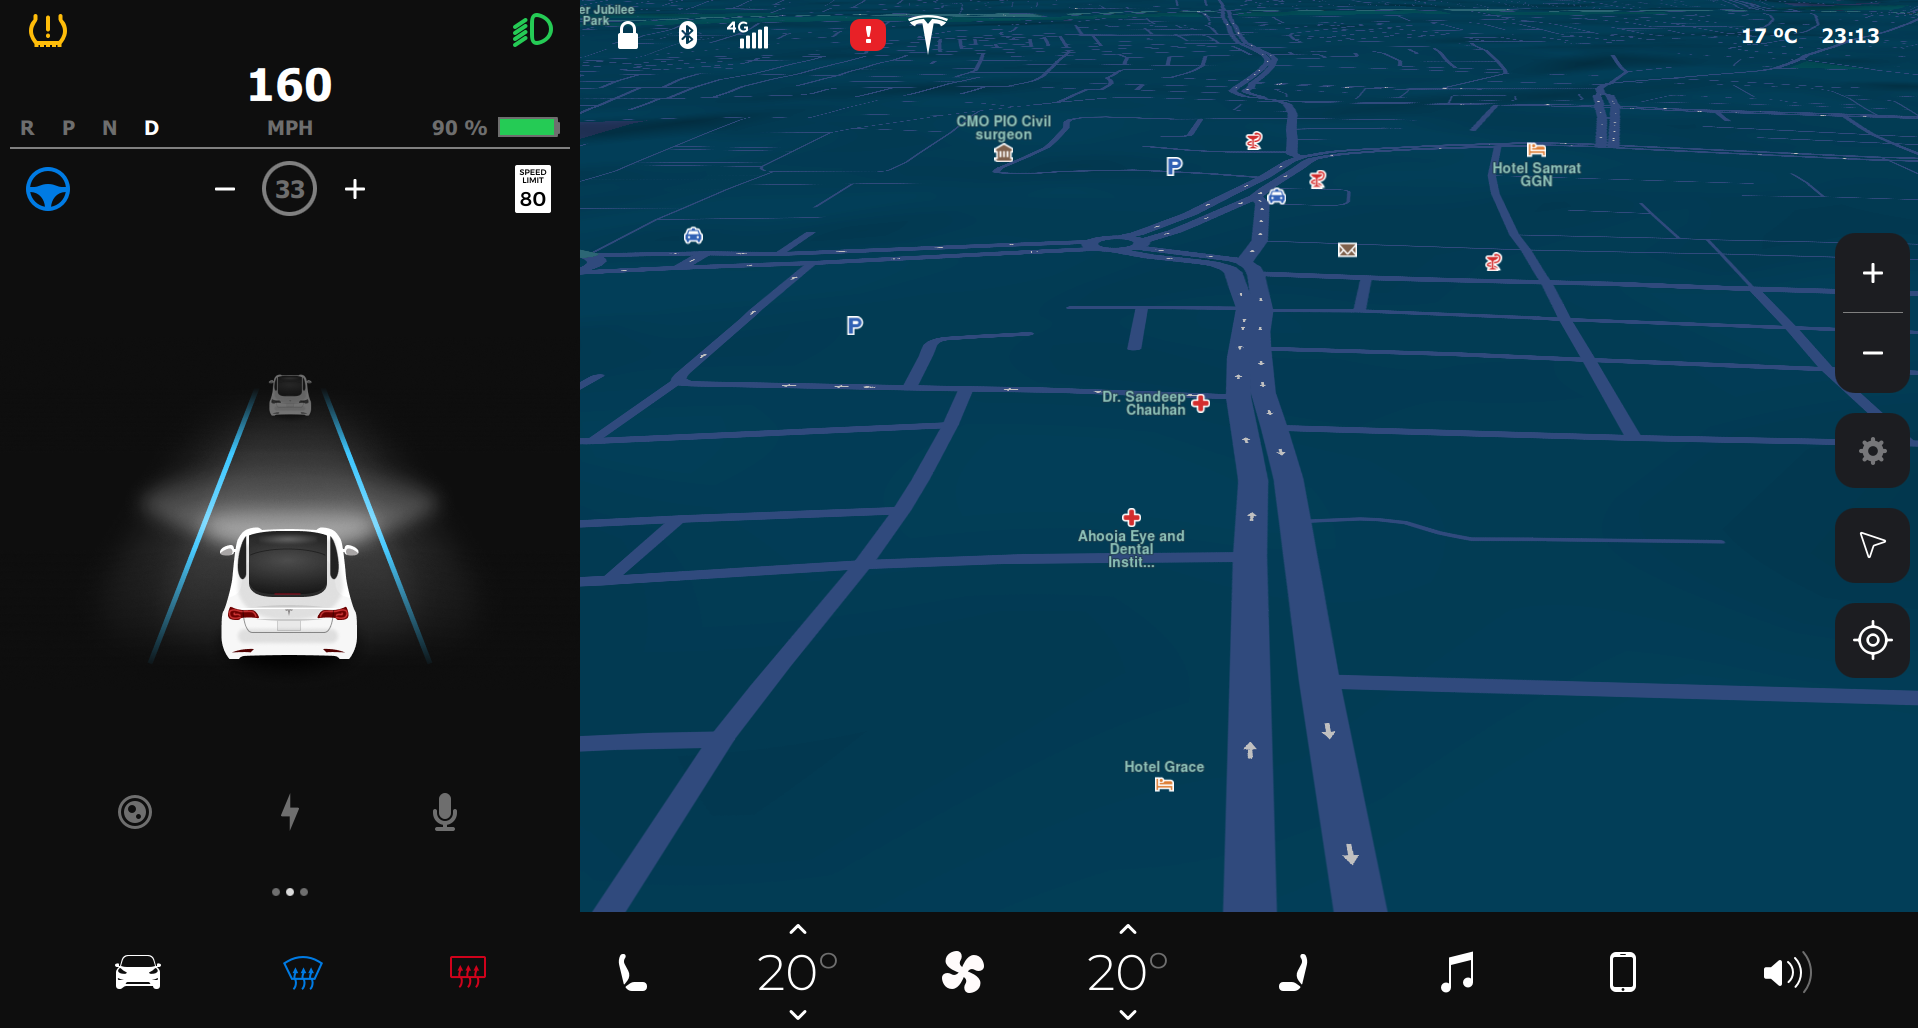 160
R P N D
MPH
90 %
33
SPEED
LIMIT
80
er Jubilee
Park
4G
!
17 ºC 23:13
CMO PIO Civil
surgeon
P
Hotel Samrat
GGN
P
Dr. Sandeep
Chauhan
Ahooja Eye and
Dental
Instit...
Hotel Grace
20°
20°